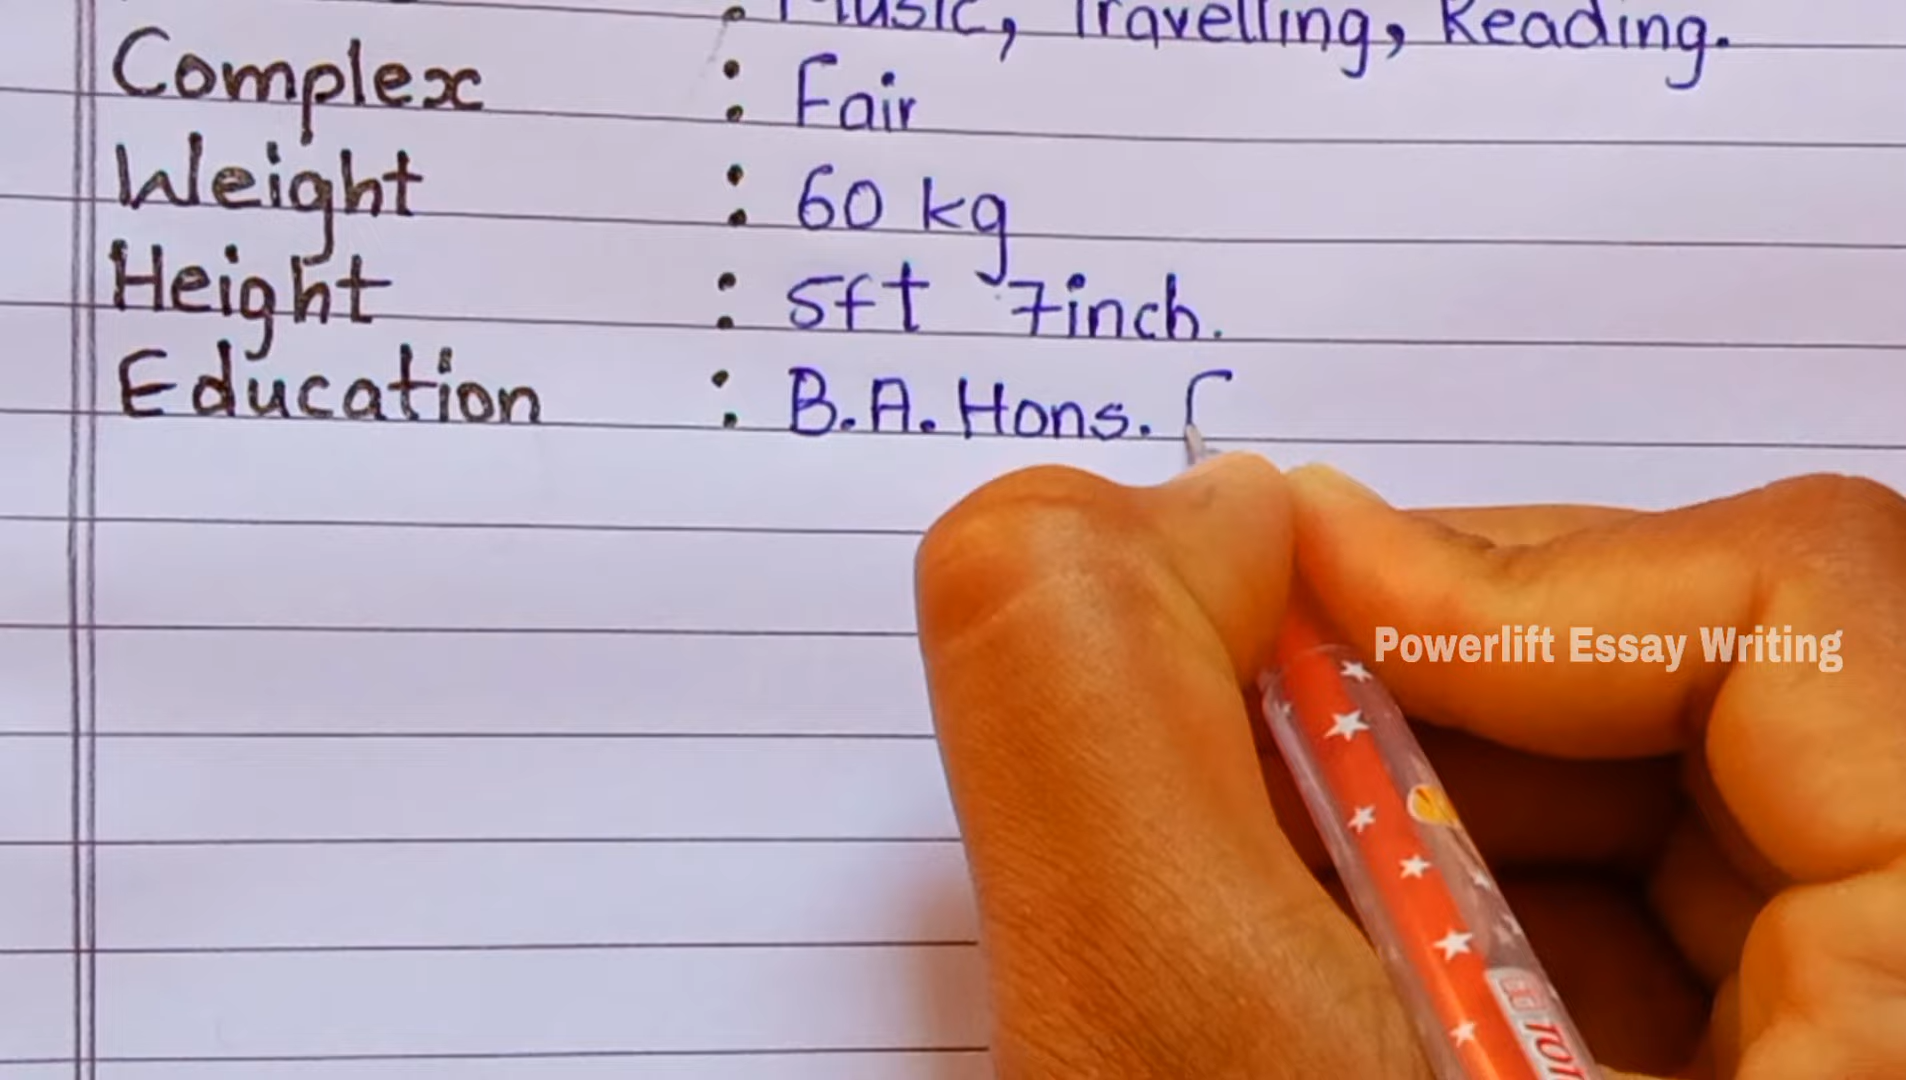 : Music, Travelling, Reading.
Complex : Fair
Weight : 60 kg
Height : 5ft 7inch.
Education : B.A. Hons.
Powerlift Essay Writing